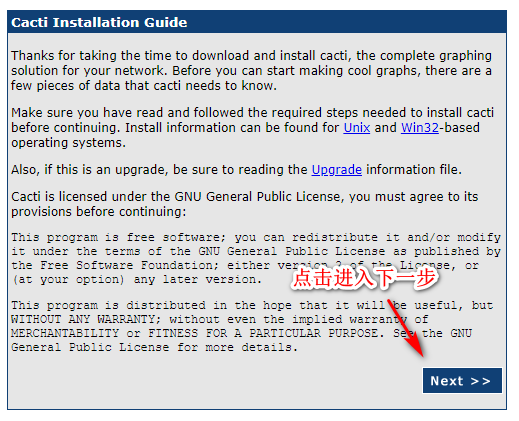 Cacti Installation Guide
Thanks for taking the time to download and install cacti, the complete graphing
solution for your network. Before you can start making cool graphs, there are a
few pieces of data that cacti needs to know.
Make sure you have read and followed the required steps needed to install cacti
before continuing. Install information can be found for Unix and Win32-based
operating systems.
Also, if this is an upgrade, be sure to reading the Upgrade information file.
Cacti is licensed under the GNU General Public License, you must agree to its
provisions before continuing:
This program is free software; you can redistribute it and/or modify
it under the terms of the GNU General Public License as published by
the Free Software Foundation; either version 2 of the License, or
(at your option) any later version.
点击进入下一步
This program is distributed in the hope that it will be useful, but
WITHOUT ANY WARRANTY; without even the implied warranty of
MERCHANTABILITY or FITNESS FOR A PARTICULAR PURPOSE. See the GNU
General Public License for more details.
Next >>